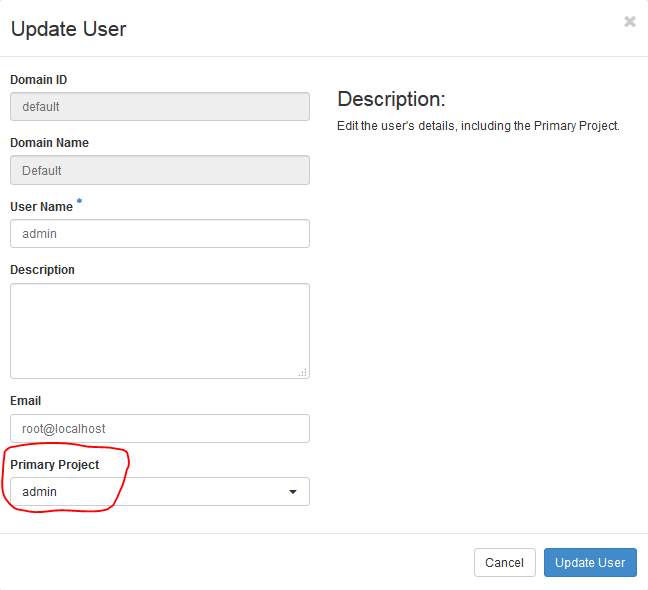 Update User
×
Domain ID
default
Domain Name
Default
User Name *
admin
Description
Email
root@localhost
Primary Project
admin
Description:
Edit the user's details, including the Primary Project.
Cancel
Update User